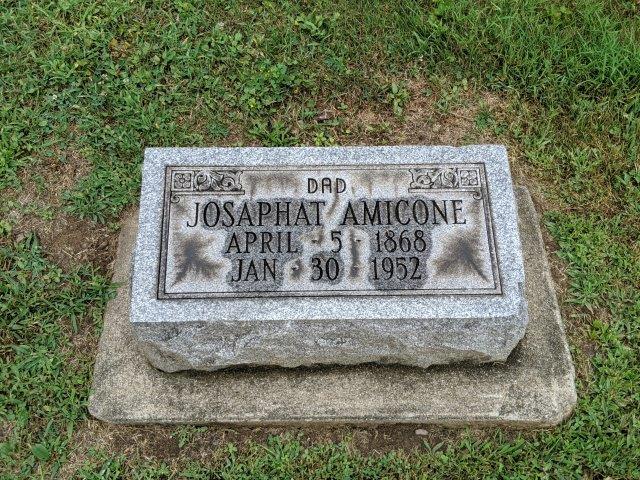 DAD
JOSAPHAT AMICONE
APRIL - 5 - 1868
JAN - 30 - 1952